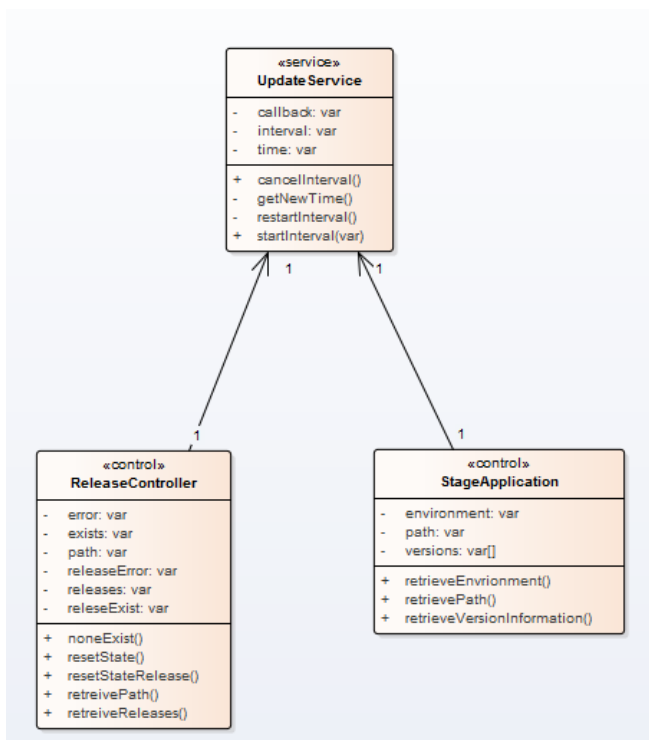 «service»
UpdateService
- callback: var
- interval: var
- time: var
+ cancelInterval()
- getNewTime()
- restartInterval()
+ startInterval(var)
1
1
1
1
«control»
ReleaseController
- error: var
- exists: var
- path: var
- releaseError: var
- releases: var
- releseExist: var
+ noneExist()
+ resetState()
+ resetStateRelease()
+ retreivePath()
+ retreiveReleases()
«control»
StageApplication
- environment: var
- path: var
- versions: var[]
+ retrieveEnvrionment()
+ retrievePath()
+ retrieveVersionInformation()